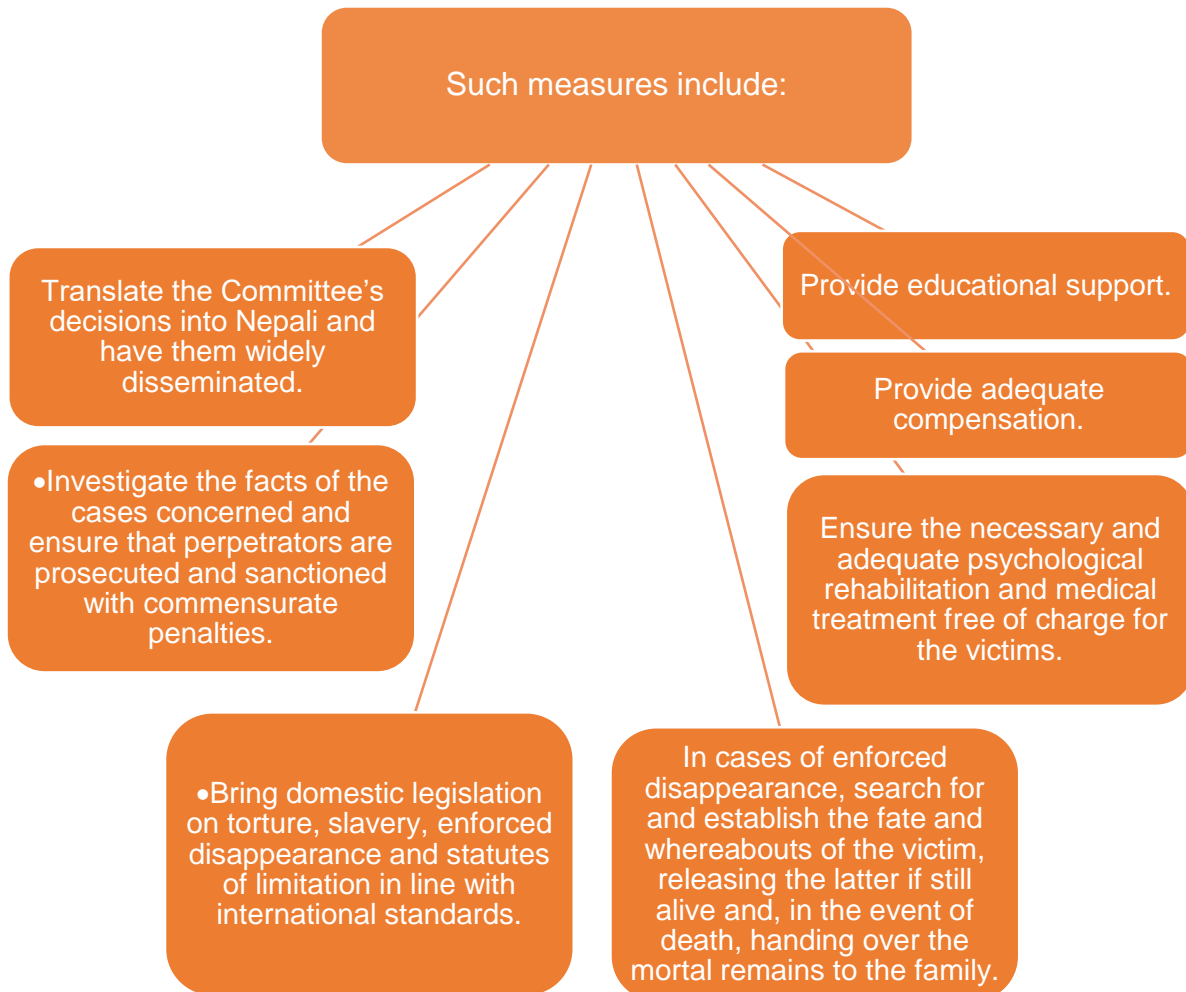 Such measures include:
Translate the Committee’s
decisions into Nepali and
have them widely
disseminated.
•Investigate the facts of the
cases concerned and
ensure that perpetrators are
prosecuted and sanctioned
with commensurate
penalties.
•Bring domestic legislation
on torture, slavery, enforced
disappearance and statutes
of limitation in line with
international standards.
In cases of enforced
disappearance, search for
and establish the fate and
whereabouts of the victim,
releasing the latter if still
alive and, in the event of
death, handing over the
mortal remains to the family.
Ensure the necessary and
adequate psychological
rehabilitation and medical
treatment free of charge for
the victims.
Provide adequate
compensation.
Provide educational support.